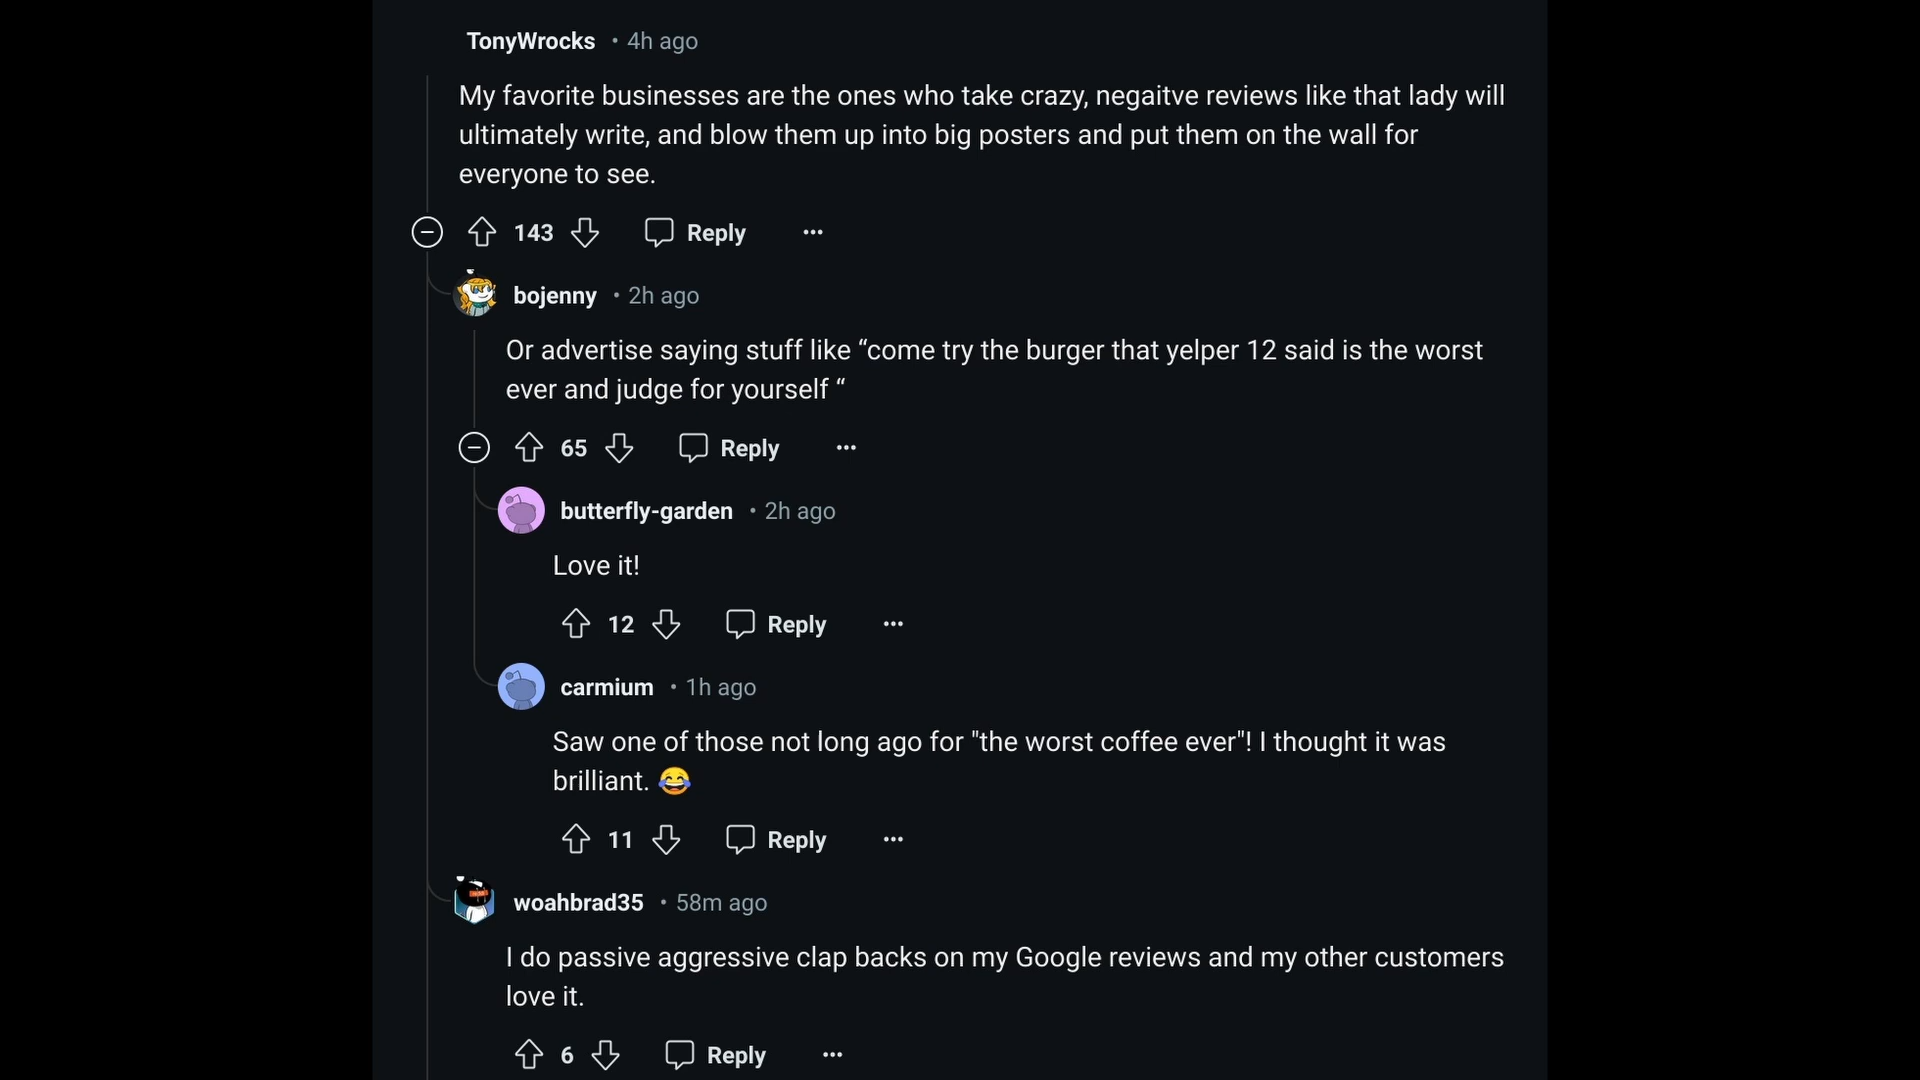 TonyWrocks • 4h ago
My favorite businesses are the ones who take crazy, negaitve reviews like that lady will
ultimately write, and blow them up into big posters and put them on the wall for
everyone to see.
143 Reply ...
bojenny • 2h ago
Or advertise saying stuff like “come try the burger that yelper 12 said is the worst
ever and judge for yourself “
65 Reply ...
butterfly-garden • 2h ago
Love it!
12 Reply ...
carmium • 1h ago
Saw one of those not long ago for "the worst coffee ever"! I thought it was
brilliant. 😂
11 Reply ...
woahbrad35 • 58m ago
I do passive aggressive clap backs on my Google reviews and my other customers
love it.
6 Reply ...